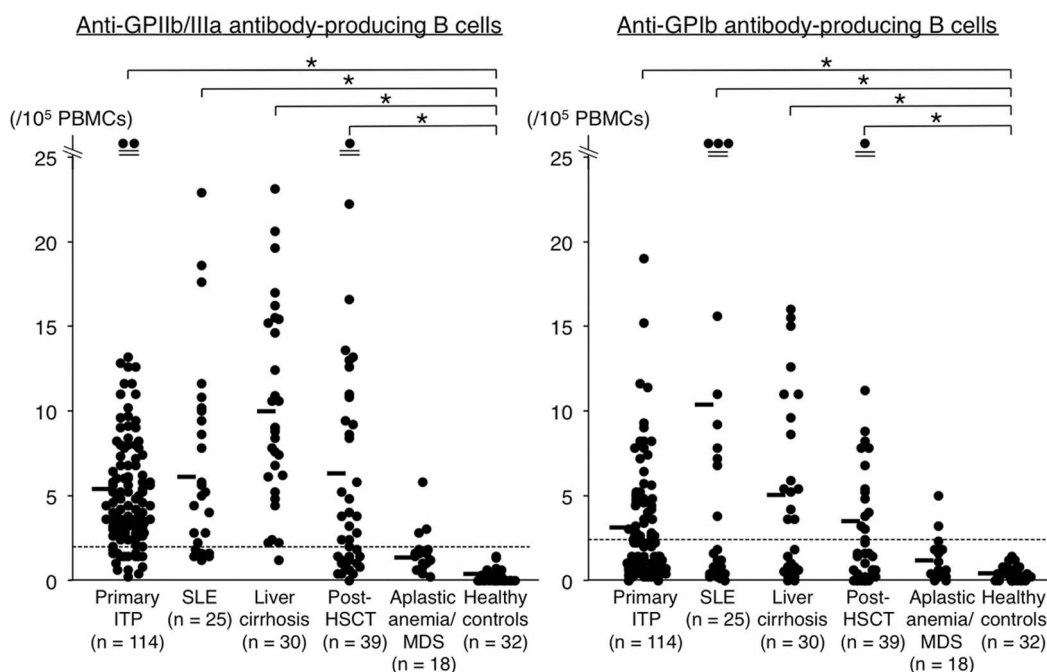 Anti-GPIIb/IIIa antibody-producing B cells
* 
*
*
*
(/10⁵ PBMCs)
25
20
15
10
5
0
Primary
ITP
(n = 114)
SLE
(n = 25)
Liver
cirrhosis
(n = 30)
Post-
HSCT
(n = 39)
Aplastic
anemia/
MDS
(n = 18)
Healthy
controls
(n = 32)
Anti-GPIb antibody-producing B cells
*
*
*
*
(/10⁵ PBMCs)
25
20
15
10
5
0
Primary
ITP
(n = 114)
SLE
(n = 25)
Liver
cirrhosis
(n = 30)
Post-
HSCT
(n = 39)
Aplastic
anemia/
MDS
(n = 18)
Healthy
controls
(n = 32)